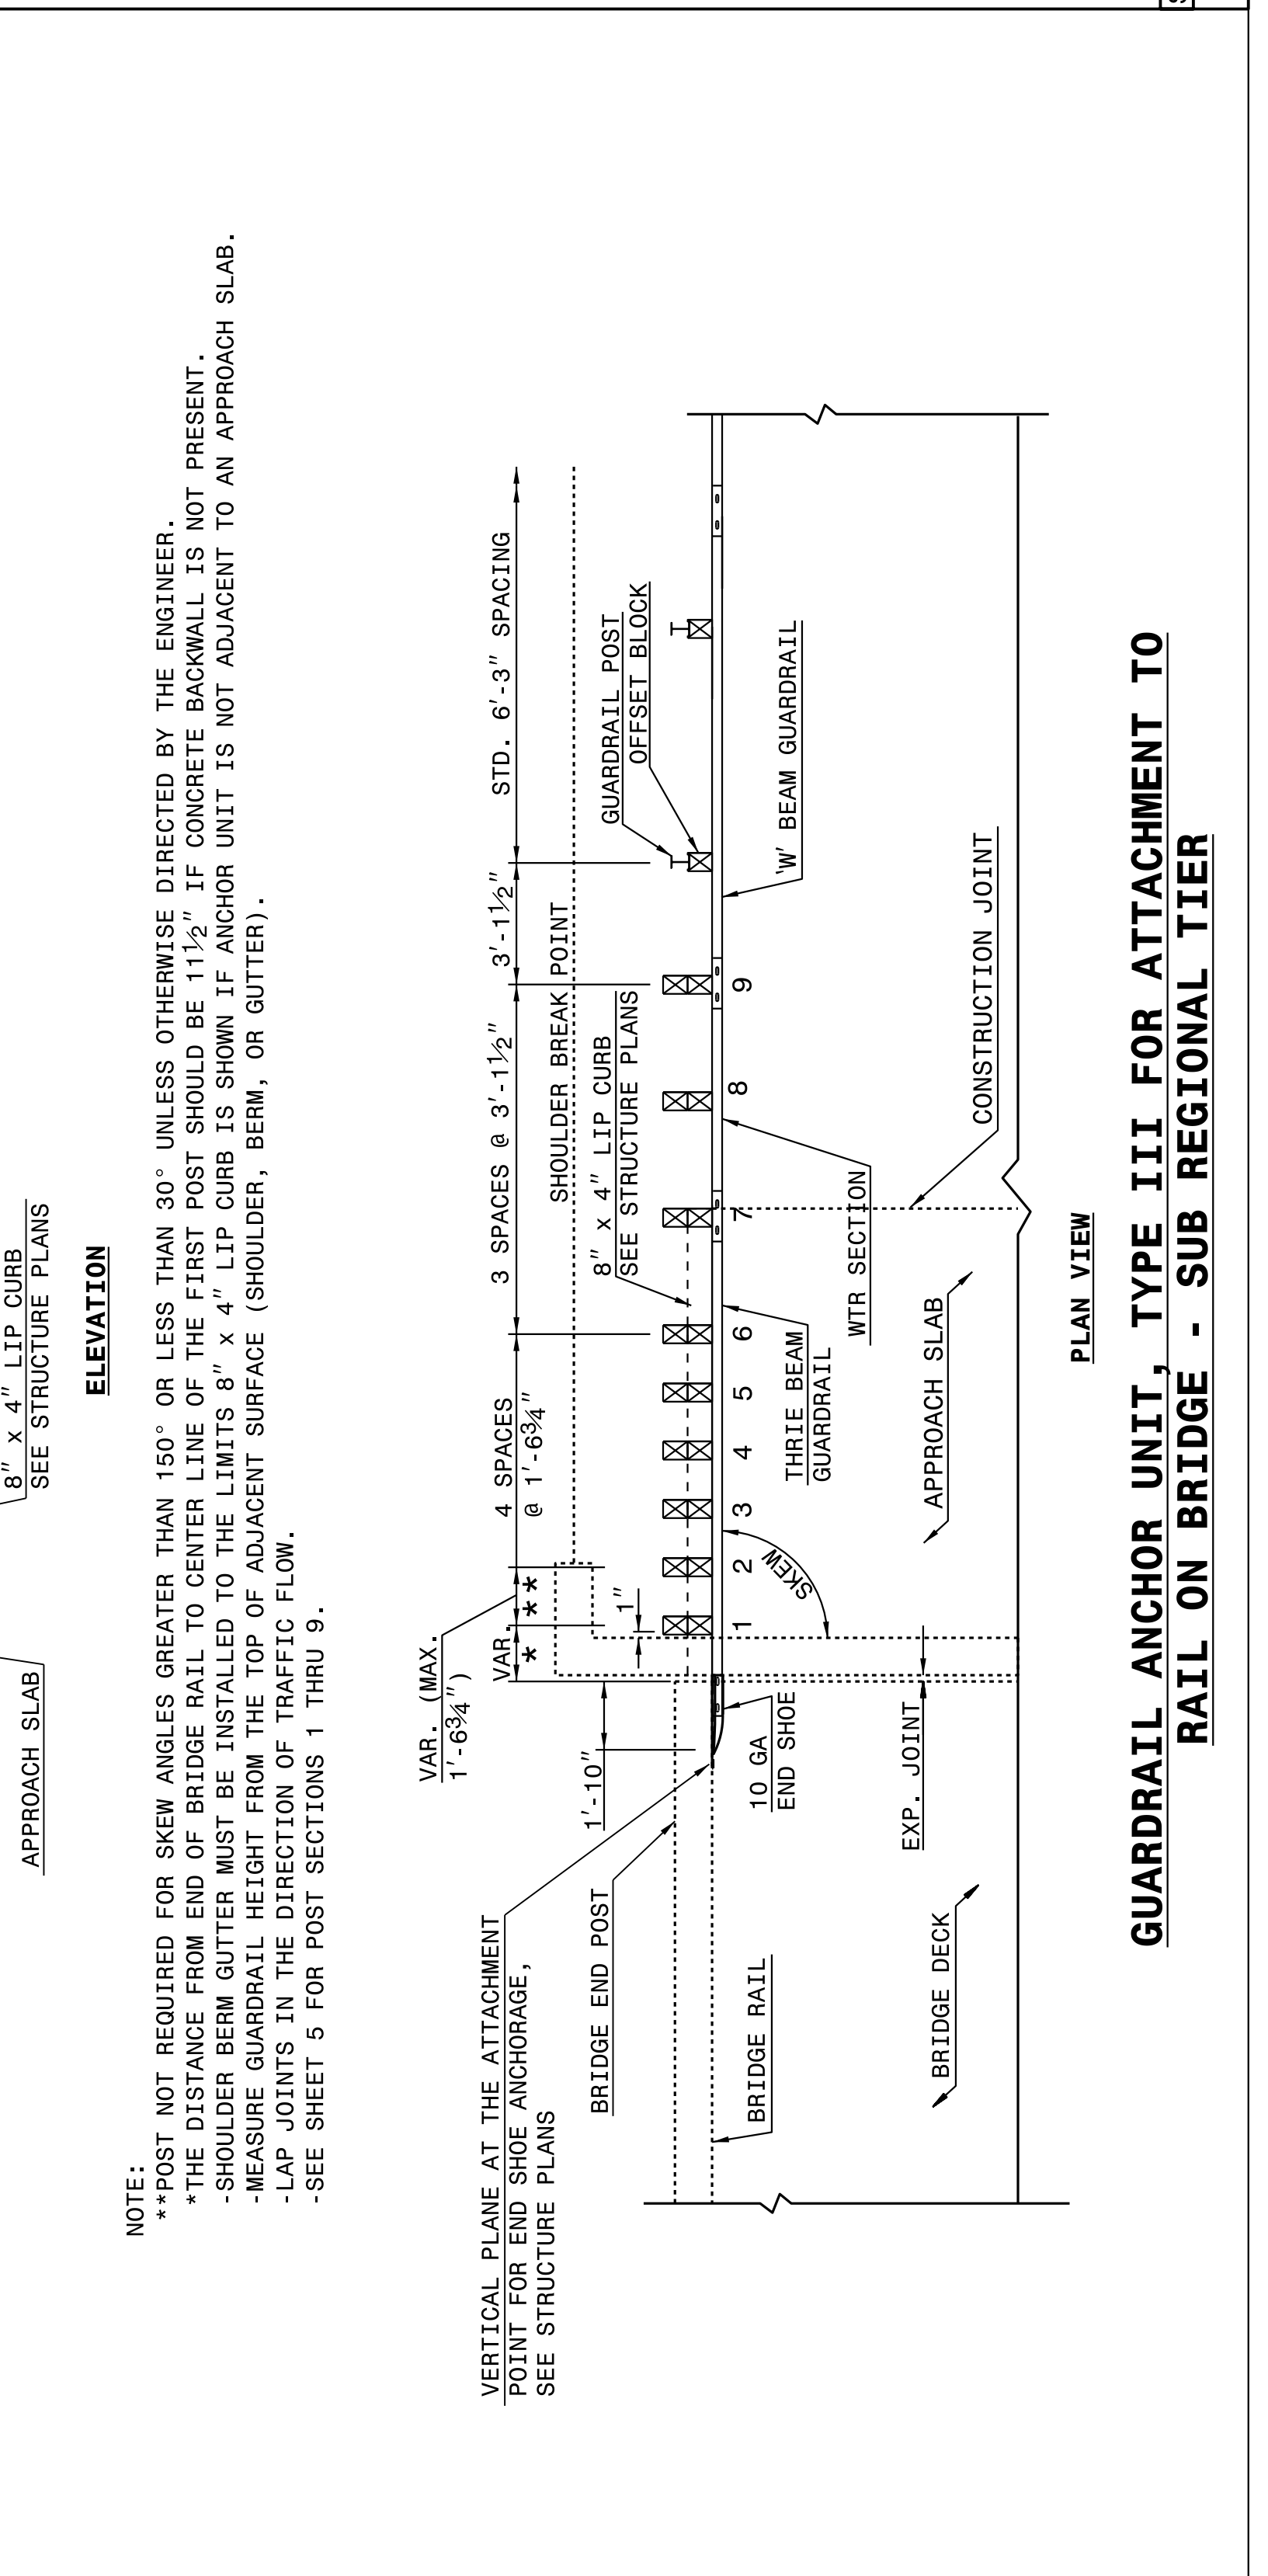 8" x 4" LIP CURB
SEE STRUCTURE PLANS
APPROACH SLAB
ELEVATION
NOTE:
**POST NOT REQUIRED FOR SKEW ANGLES GREATER THAN 150° OR LESS THAN 30° UNLESS OTHERWISE DIRECTED BY THE ENGINEER.
*THE DISTANCE FROM END OF BRIDGE RAIL TO CENTER LINE OF THE FIRST POST SHOULD BE 11½" IF CONCRETE BACKWALL IS NOT PRESENT.
-SHOULDER BERM GUTTER MUST BE INSTALLED TO THE LIMITS 8" x 4" LIP CURB IS SHOWN IF ANCHOR UNIT IS NOT ADJACENT TO AN APPROACH SLAB.
-MEASURE GUARDRAIL HEIGHT FROM THE TOP OF ADJACENT SURFACE (SHOULDER, BERM, OR GUTTER).
-LAP JOINTS IN THE DIRECTION OF TRAFFIC FLOW.
-SEE SHEET 5 FOR POST SECTIONS 1 THRU 9.
VAR. (MAX.
1'-6¾")
VAR.
*
**
4 SPACES
@ 1'-6¾"
3 SPACES @ 3'-1½"
3'-1½"
STD. 6'-3" SPACING
VERTICAL PLANE AT THE ATTACHMENT
POINT FOR END SHOE ANCHORAGE,
SEE STRUCTURE PLANS
SHOULDER BREAK POINT
BRIDGE END POST
1'-10"
1"
8" x 4" LIP CURB
SEE STRUCTURE PLANS
GUARDRAIL POST
OFFSET BLOCK
1
2
3
4
5
6
7
8
9
BRIDGE RAIL
10 GA
END SHOE
SKEW
THRIE BEAM
GUARDRAIL
WTR SECTION
'W' BEAM GUARDRAIL
BRIDGE DECK
EXP. JOINT
APPROACH SLAB
CONSTRUCTION JOINT
PLAN VIEW
GUARDRAIL ANCHOR UNIT, TYPE III FOR ATTACHMENT TO
RAIL ON BRIDGE - SUB REGIONAL TIER